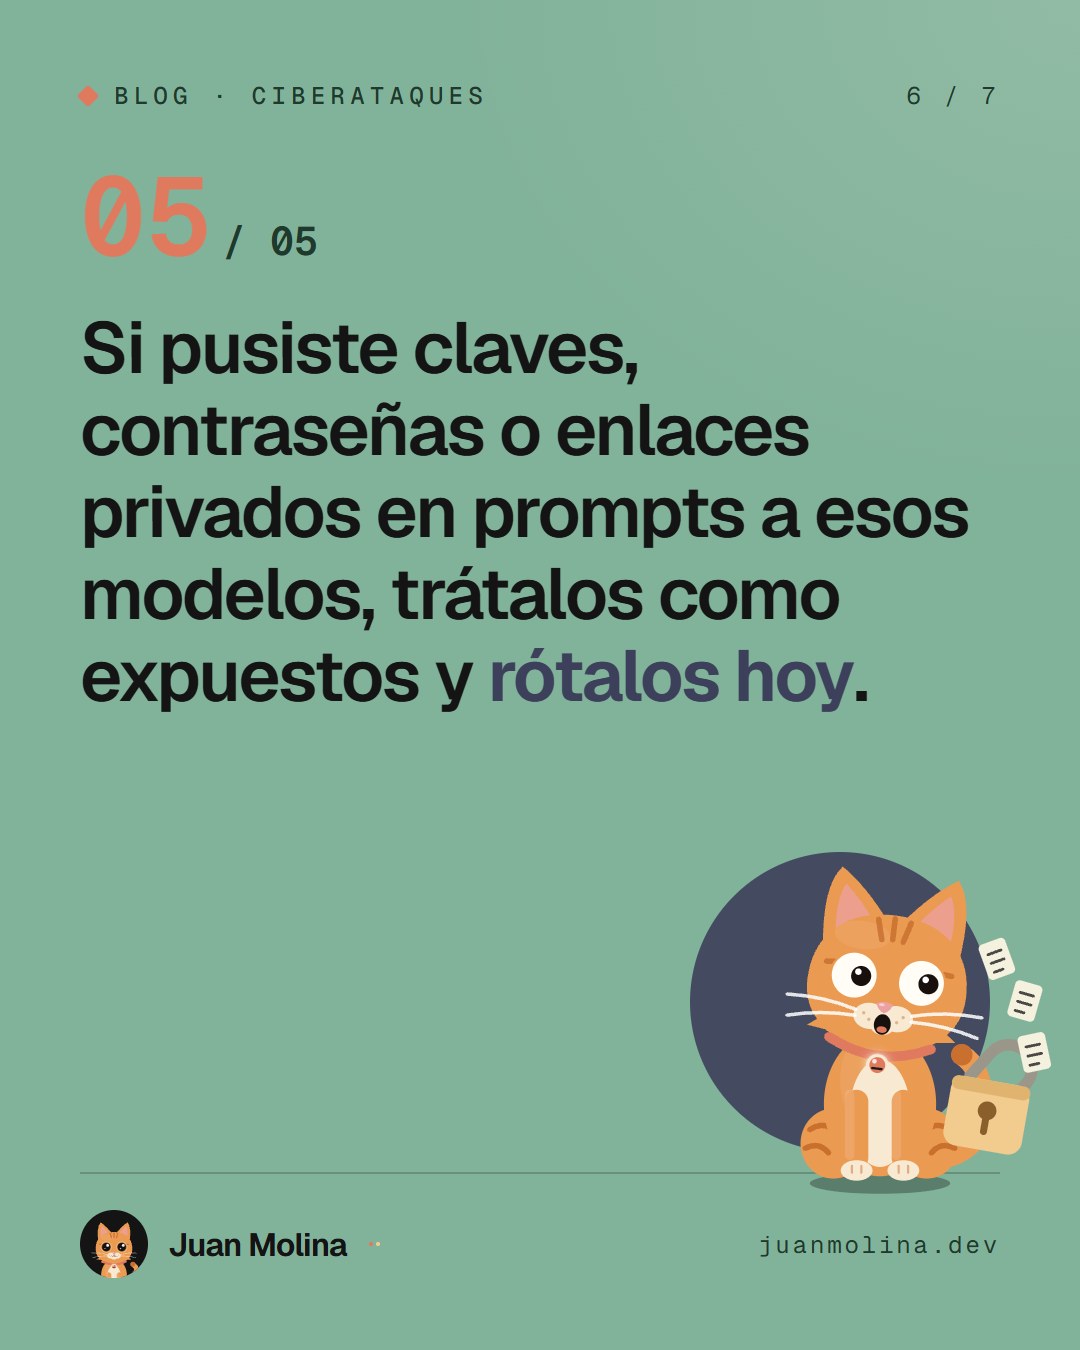 BLOG · CIBERATAQUES
6 / 7
05 / 05
Si pusiste claves,
contraseñas o enlaces
privados en prompts a esos
modelos, trátalos como
expuestos y rótalos hoy.
Juan Molina
juanmolina.dev